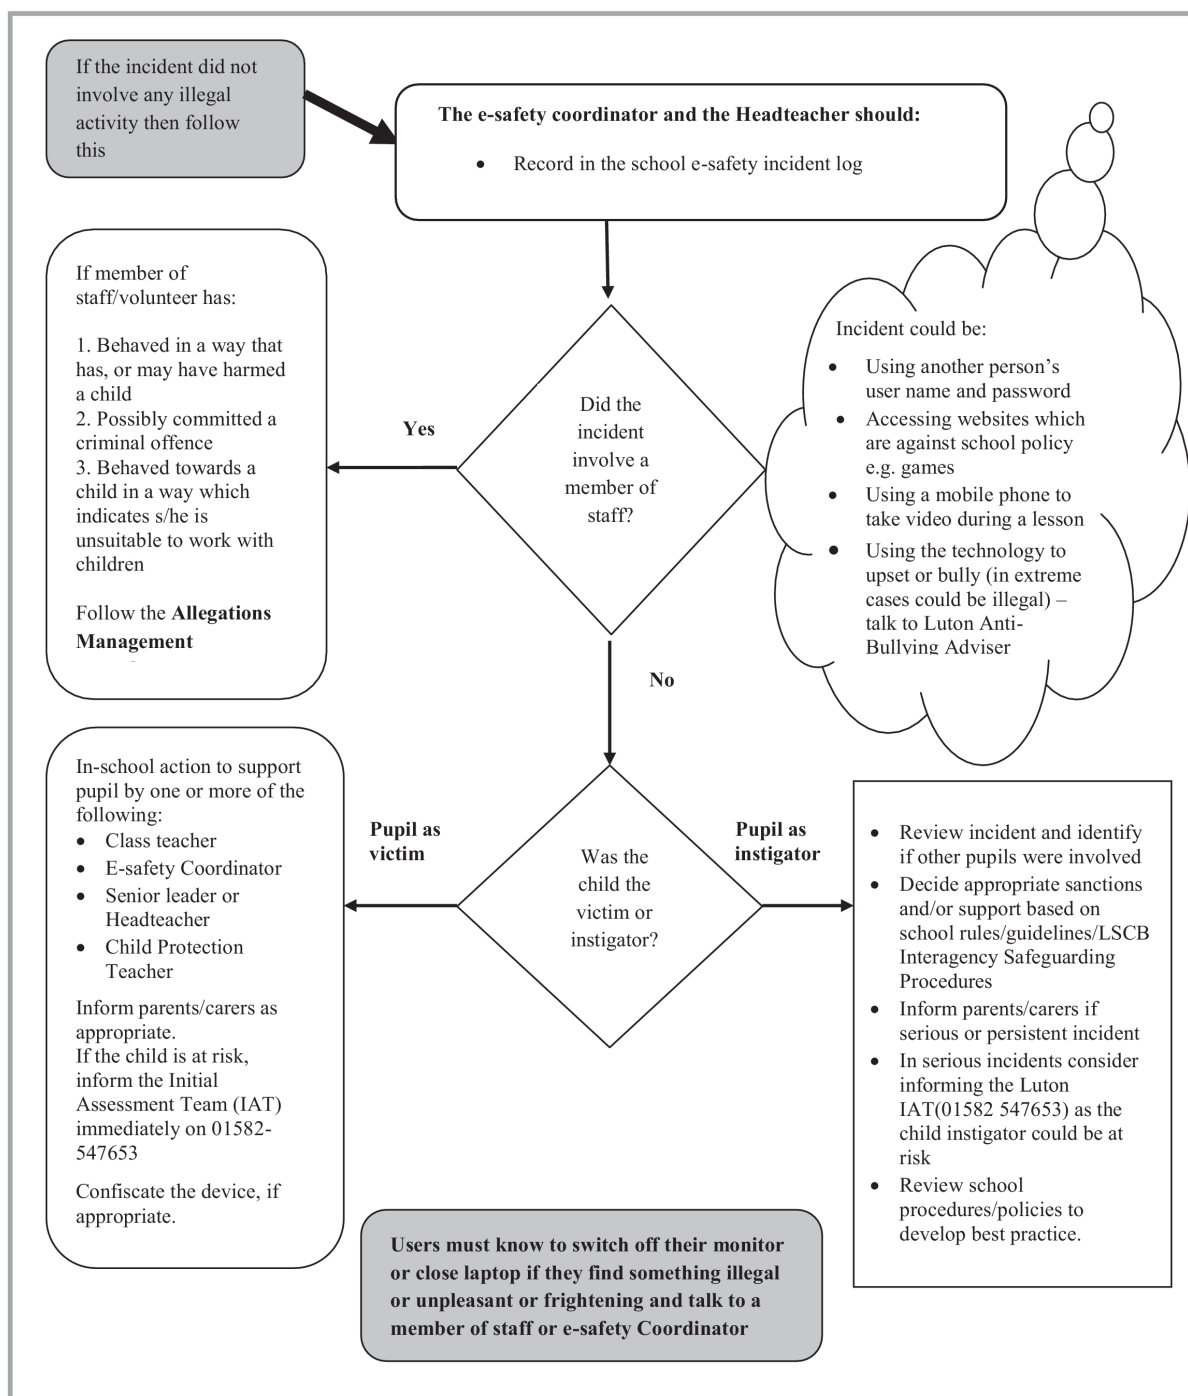 If the incident did not
involve any illegal
activity then follow
this
The e-safety coordinator and the Headteacher should:
• Record in the school e-safety incident log
If member of
staff/volunteer has:
1. Behaved in a way that
has, or may have harmed
a child
2. Possibly committed a
criminal offence
3. Behaved towards a
child in a way which
indicates s/he is
unsuitable to work with
children
Follow the Allegations
Management
Yes
Did the
incident
involve a
member of
staff?
Incident could be:
• Using another person's
user name and password
• Accessing websites which
are against school policy
e.g. games
• Using a mobile phone to
take video during a lesson
• Using the technology to
upset or bully (in extreme
cases could be illegal) –
talk to Luton Anti-
Bullying Adviser
No
In-school action to support
pupil by one or more of the
following:
• Class teacher
• E-safety Coordinator
• Senior leader or
Headteacher
• Child Protection
Teacher
Inform parents/carers as
appropriate.
If the child is at risk,
inform the Initial
Assessment Team (IAT)
immediately on 01582-
547653
Confiscate the device, if
appropriate.
Pupil as
victim
Was the
child the
victim or
instigator?
Pupil as
instigator
• Review incident and identify
if other pupils were involved
• Decide appropriate sanctions
and/or support based on
school rules/guidelines/LSCB
Interagency Safeguarding
Procedures
• Inform parents/carers if
serious or persistent incident
• In serious incidents consider
informing the Luton
IAT(01582 547653) as the
child instigator could be at
risk
• Review school
procedures/policies to
develop best practice.
Users must know to switch off their monitor
or close laptop if they find something illegal
or unpleasant or frightening and talk to a
member of staff or e-safety Coordinator